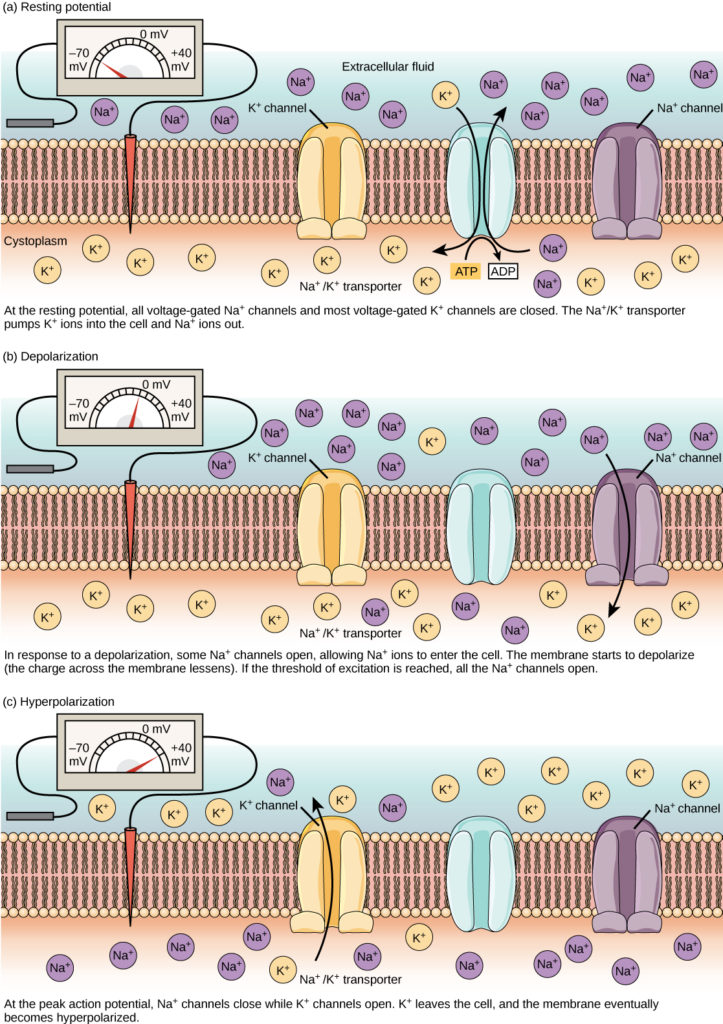 (a) Resting potential
0 mV
–70 mV
+40 mV
Extracellular fluid
Na⁺
Na⁺
Na⁺
Na⁺
Na⁺
Na⁺
K⁺
Na⁺
Na⁺
Na⁺
Na⁺
Na⁺
K⁺ channel
Na⁺ channel
Cystoplasm
K⁺
K⁺
K⁺
K⁺
K⁺
K⁺
K⁺
K⁺
Na⁺
Na⁺
K⁺
K⁺
ATP
ADP
Na⁺/K⁺ transporter
At the resting potential, all voltage-gated Na⁺ channels and most voltage-gated K⁺ channels are closed. The Na⁺/K⁺ transporter
pumps K⁺ ions into the cell and Na⁺ ions out.
(b) Depolarization
0 mV
–70 mV
+40 mV
Na⁺
Na⁺
Na⁺
Na⁺
Na⁺
Na⁺
Na⁺
K⁺
Na⁺
Na⁺
Na⁺
Na⁺
Na⁺
Na⁺
K⁺ channel
Na⁺ channel
K⁺
K⁺
K⁺
K⁺
K⁺
K⁺
Na⁺
K⁺
K⁺
Na⁺
Na⁺
K⁺
K⁺
K⁺
K⁺
Na⁺/K⁺ transporter
In response to a depolarization, some Na⁺ channels open, allowing Na⁺ ions to enter the cell. The membrane starts to depolarize
(the charge across the membrane lessens). If the threshold of excitation is reached, all the Na⁺ channels open.
(c) Hyperpolarization
0 mV
–70 mV
+40 mV
K⁺
K⁺
K⁺
Na⁺
K⁺
Na⁺
K⁺
K⁺
K⁺
K⁺
K⁺
K⁺
K⁺
K⁺ channel
Na⁺ channel
Na⁺
Na⁺
Na⁺
Na⁺
Na⁺
K⁺
Na⁺
K⁺
Na⁺
Na⁺
Na⁺
Na⁺
Na⁺
Na⁺/K⁺ transporter
At the peak action potential, Na⁺ channels close while K⁺ channels open. K⁺ leaves the cell, and the membrane eventually
becomes hyperpolarized.